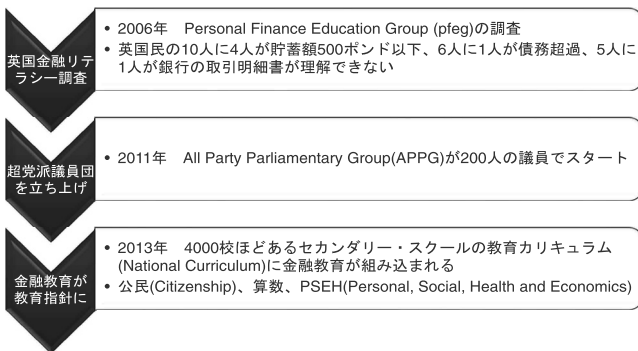 英国金融リテ
ラシー調査
• 2006年　Personal Finance Education Group (pfeg)の調査
• 英国民の10人に4人が貯蓄額500ポンド以下、6人に1人が債務超過、5人に
1人が銀行の取引明細書が理解できない
超党派議員団
を立ち上げ
• 2011年　All Party Parliamentary Group(APPG)が200人の議員でスタート
金融教育が
教育指針に
• 2013年　4000校ほどあるセカンダリー・スクールの教育カリキュラム
(National Curriculum)に金融教育が組み込まれる
• 公民(Citizenship)、算数、PSEH(Personal, Social, Health and Economics)